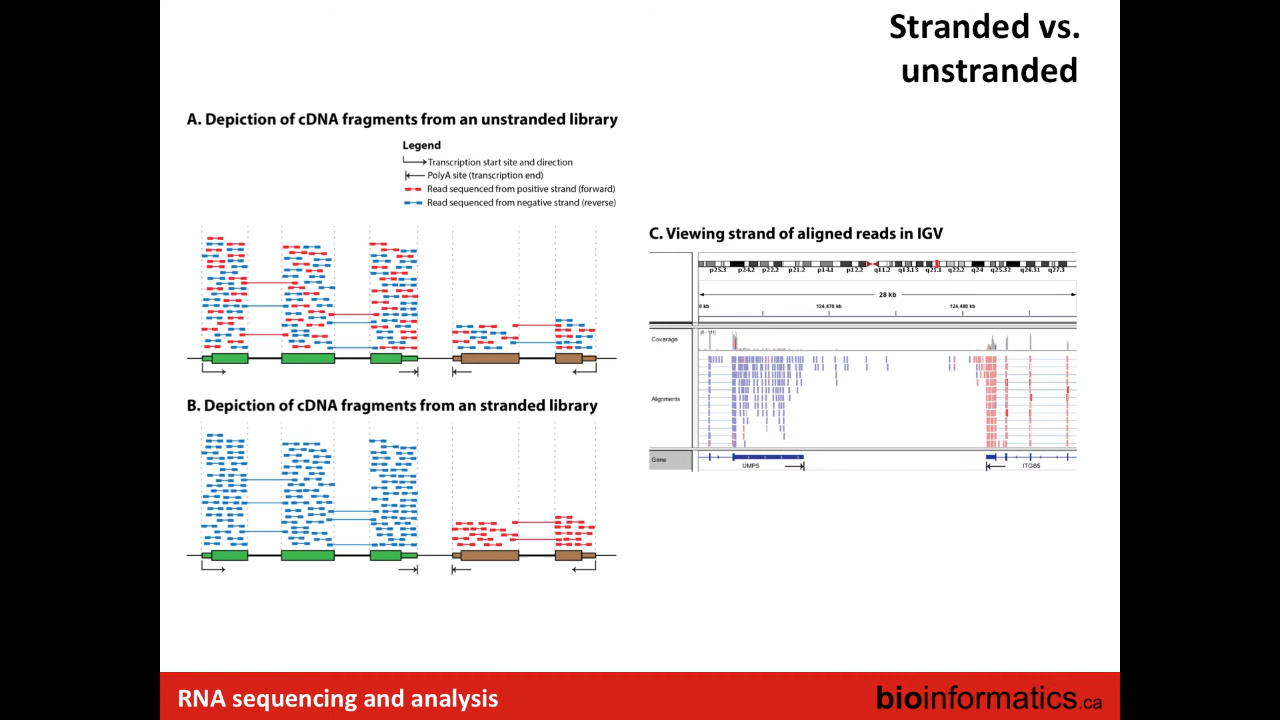 Stranded vs.
unstranded
A. Depiction of cDNA fragments from an unstranded library
Legend
Transcription start site and direction
PolyA site (transcription end)
Read sequenced from positive strand (forward)
Read sequenced from negative strand (reverse)
B. Depiction of cDNA fragments from an stranded library
C. Viewing strand of aligned reads in IGV
p25.3 p24.2 p22.2 p21.2 p14.1 p12.2 q11.2 q13.13 q21.1 q22.2 q24 q25.32 q26.31 q27.3
28 kb
kb 124,470 kb 124,480 kb
Coverage
Alignments
Gene
UMPS ITGB5
RNA sequencing and analysis
bioinformatics.ca